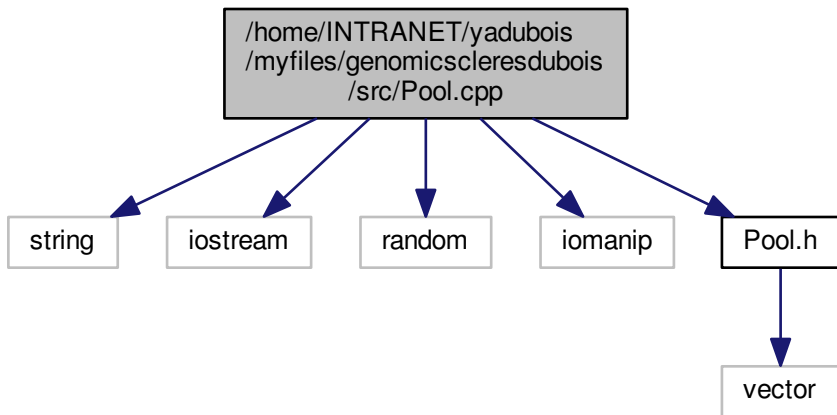 /home/INTRANET/yadubois
/myfiles/genomicscleresdubois
/src/Pool.cpp
string
iostream
random
iomanip
Pool.h
vector